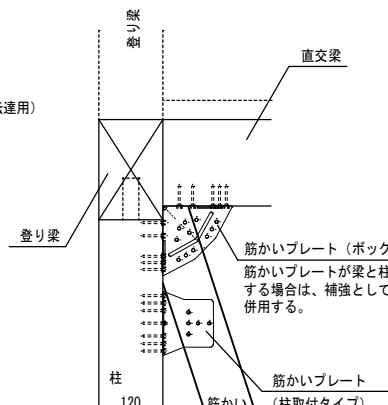 登り梁
直交梁
達用）
登り梁
筋かいプレート（ボック
筋かいプレートが梁と柱
する場合は、補強として
併用する。
筋かいプレート
（柱取付タイプ）
柱
120
筋かい